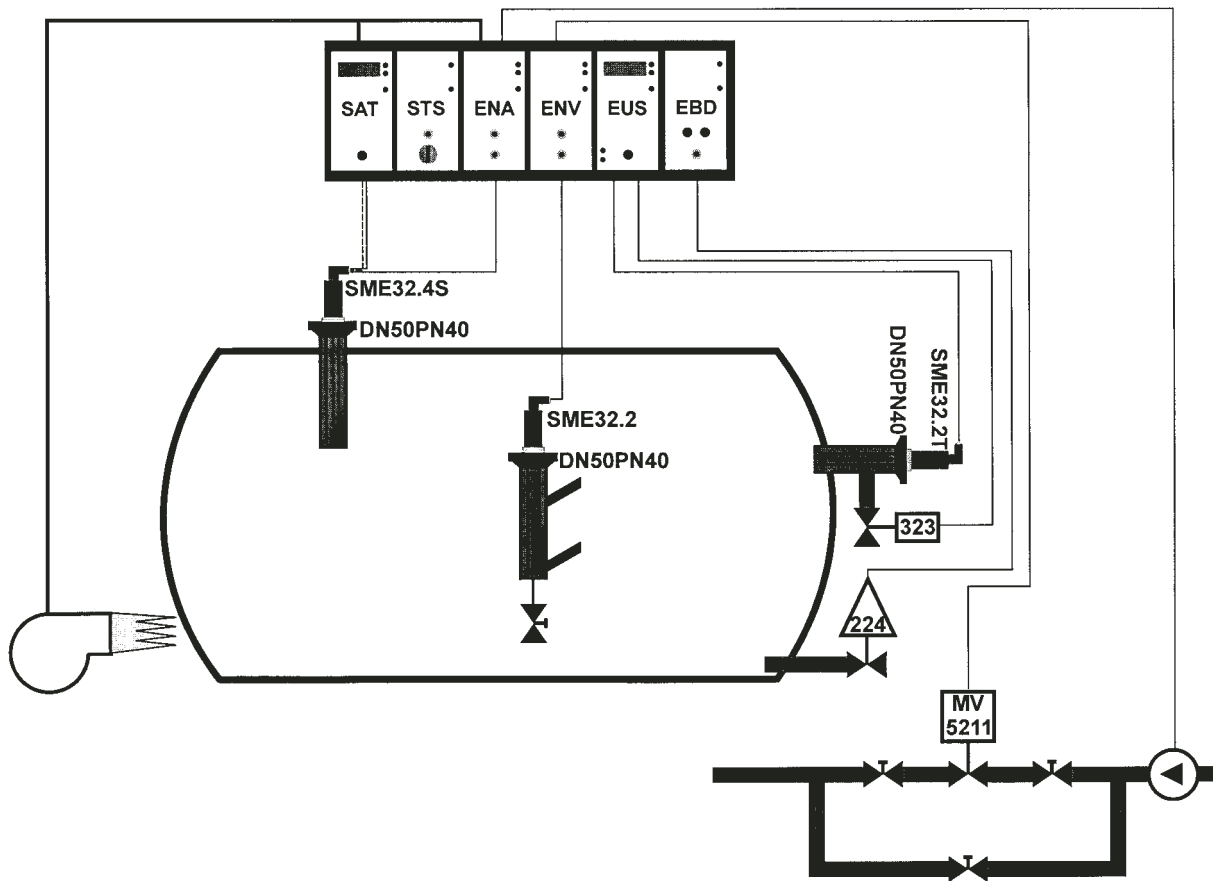 SAT
STS
ENA
ENV
EUS
EBD
SME32.4S
DN50PN40
SME32.2
DN50PN40
DN50PN40
SME32.2T
323
224
MV
5211